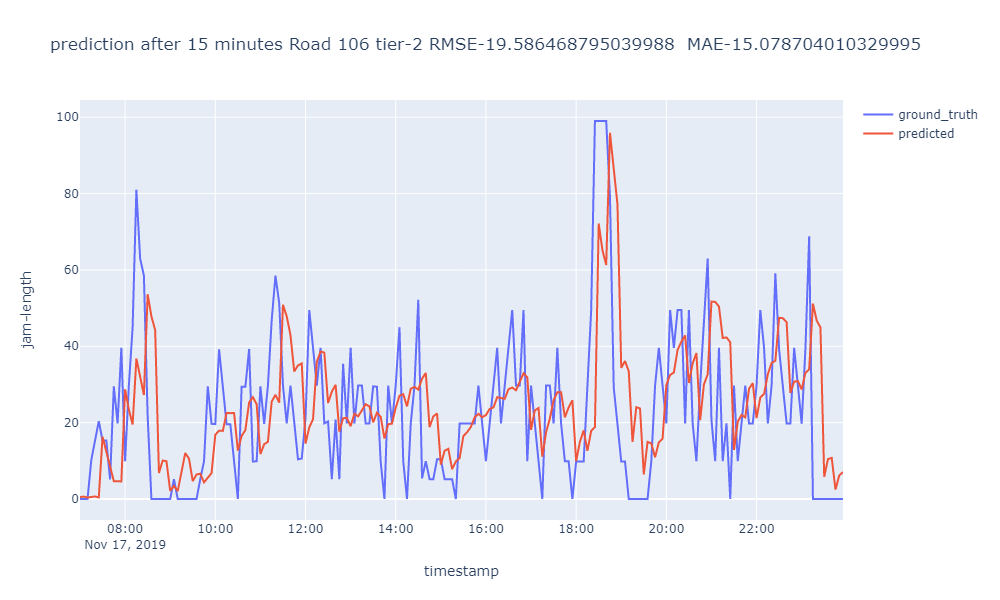 prediction after 15 minutes Road 106 tier-2 RMSE-19.586468795039988  MAE-15.078704010329995
ground_truth
predicted
100
80
60
40
20
0
jam-length
08:00 10:00 12:00 14:00 16:00 18:00 20:00 22:00
Nov 17, 2019
timestamp